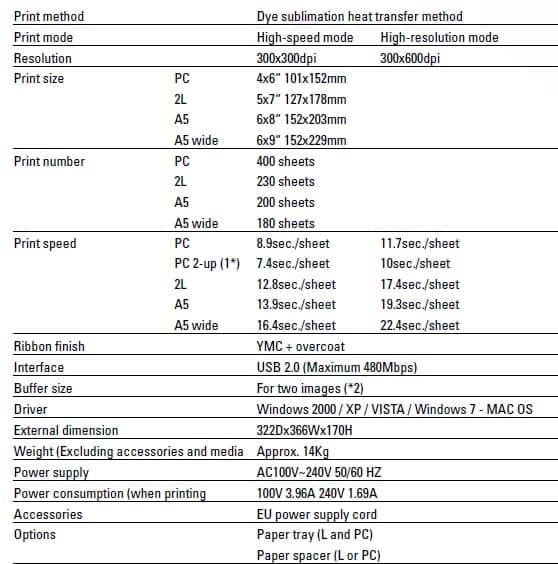 Print method Dye sublimation heat transfer method
Print mode High-speed mode High-resolution mode
Resolution 300x300dpi 300x600dpi
Print size PC 4x6" 101x152mm
2L 5x7" 127x178mm
A5 6x8" 152x203mm
A5 wide 6x9" 152x229mm
Print number PC 400 sheets
2L 230 sheets
A5 200 sheets
A5 wide 180 sheets
Print speed PC 8.9sec./sheet 11.7sec./sheet
PC 2-up (1*) 7.4sec./sheet 10sec./sheet
2L 12.8sec./sheet 17.4sec./sheet
A5 13.9sec./sheet 19.3sec./sheet
A5 wide 16.4sec./sheet 22.4sec./sheet
Ribbon finish YMC + overcoat
Interface USB 2.0 (Maximum 480Mbps)
Buffer size For two images (*2)
Driver Windows 2000 / XP / VISTA / Windows 7 - MAC OS
External dimension 322Dx366Wx170H
Weight (Excluding accessories and media Approx. 14Kg
Power supply AC100V~240V 50/60 HZ
Power consumption (when printing 100V 3.96A 240V 1.69A
Accessories EU power supply cord
Options Paper tray (L and PC)
Paper spacer (L or PC)